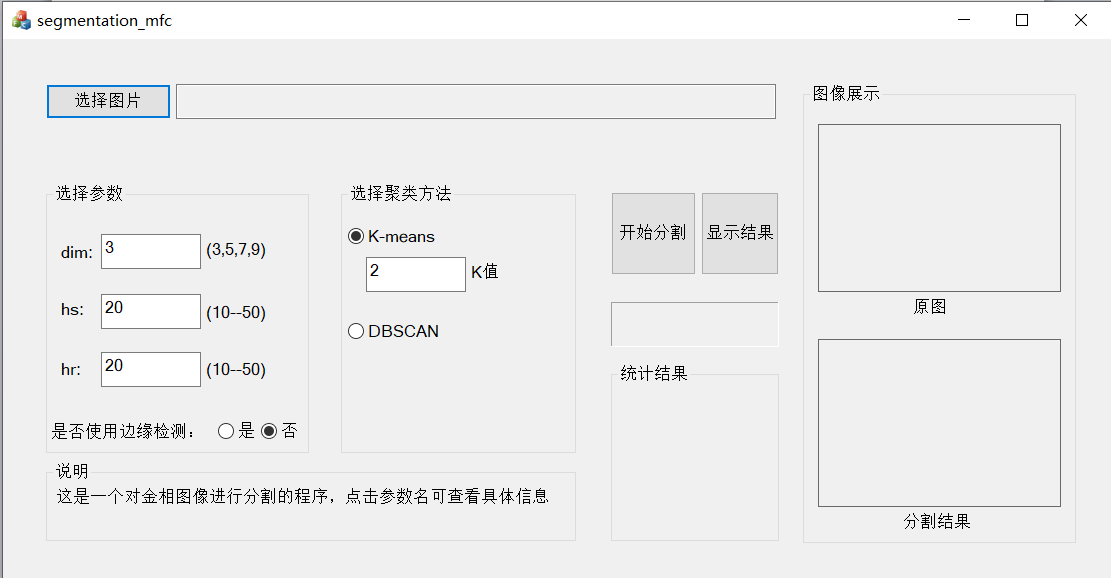 segmentation_mfc
选择图片
选择参数
dim: 3 (3,5,7,9)
hs: 20 (10--50)
hr: 20 (10--50)
是否使用边缘检测： 是 否
选择聚类方法
K-means
2 K值
DBSCAN
开始分割 显示结果
统计结果
说明
这是一个对金相图像进行分割的程序，点击参数名可查看具体信息
图像展示
原图
分割结果